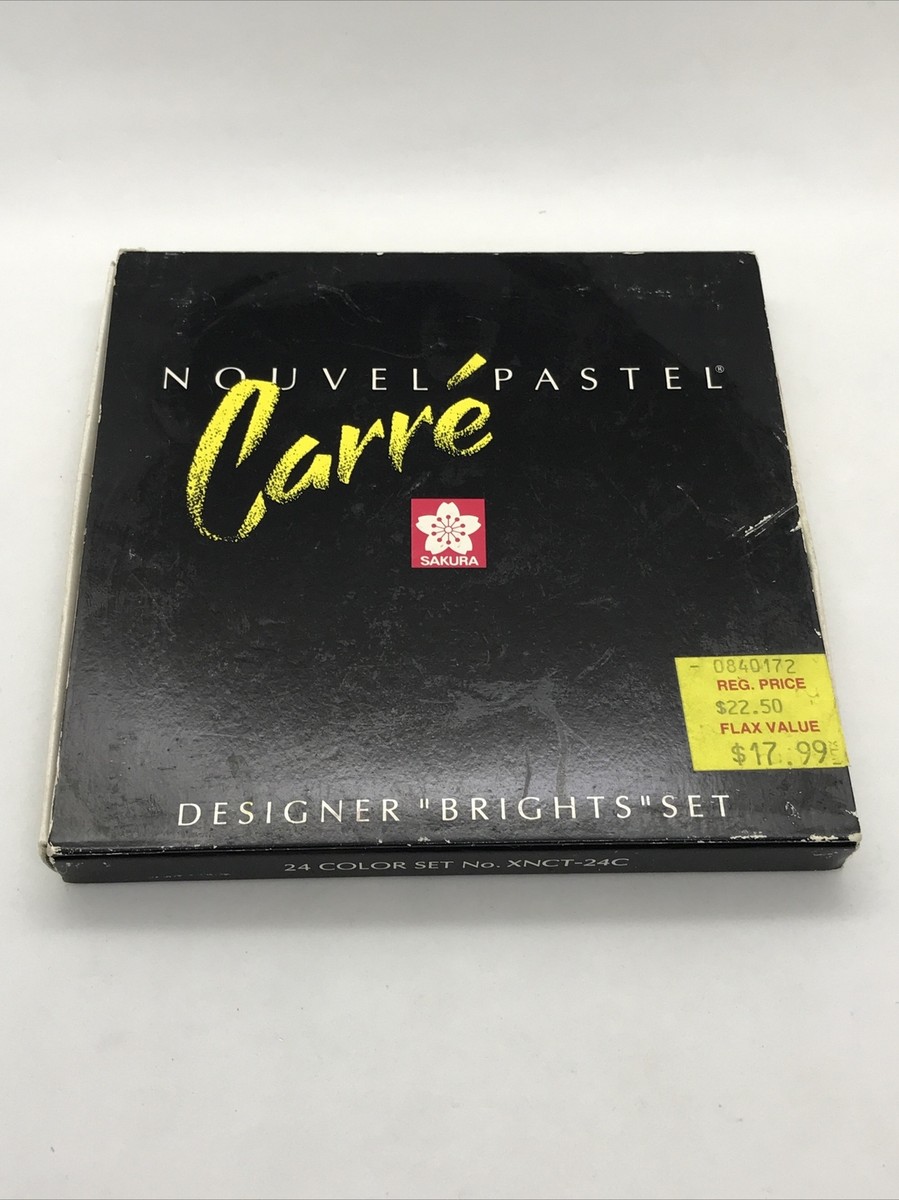 NOUVEL PASTEL®
Carré
SAKURA
- 0840172
REG. PRICE
$22.50
FLAX VALUE
$17.99
DESIGNER "BRIGHTS" SET
24 COLOR SET No. XNCT-24C